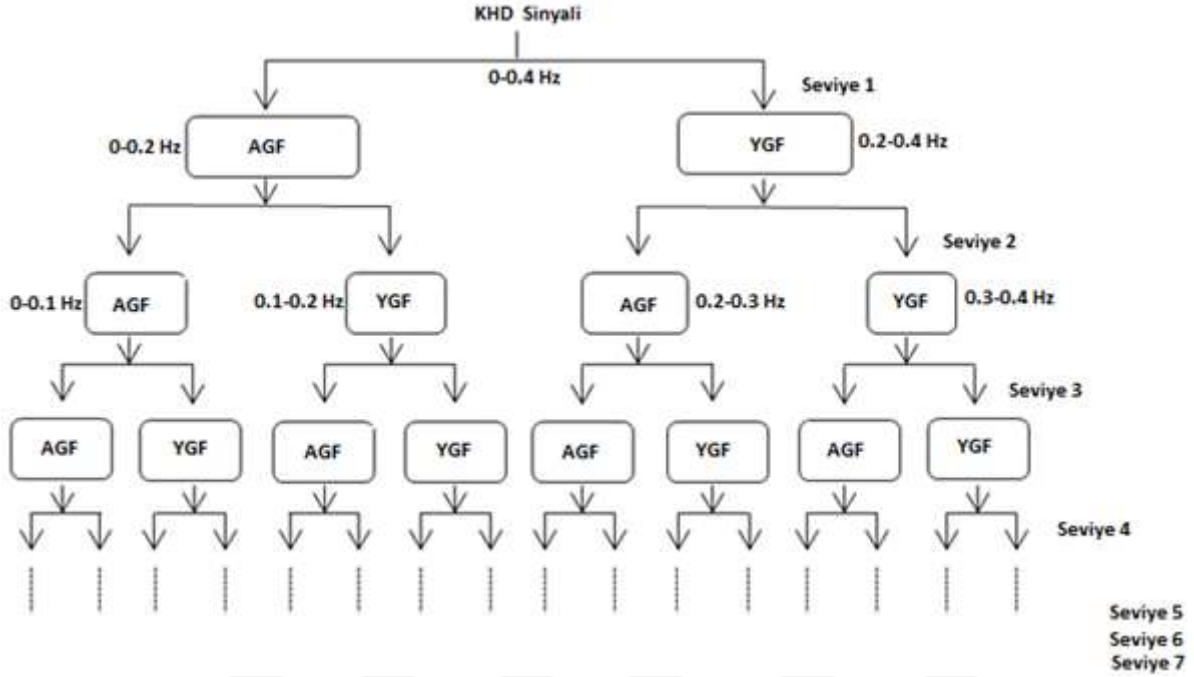 KHD Sinyali
0-0.4 Hz
Seviye 1
0-0.2 Hz
AGF
YGF
0.2-0.4 Hz
Seviye 2
0-0.1 Hz
AGF
0.1-0.2 Hz
YGF
AGF
0.2-0.3 Hz
YGF
0.3-0.4 Hz
Seviye 3
AGF
YGF
AGF
YGF
AGF
YGF
AGF
YGF
Seviye 4
Seviye 5
Seviye 6
Seviye 7